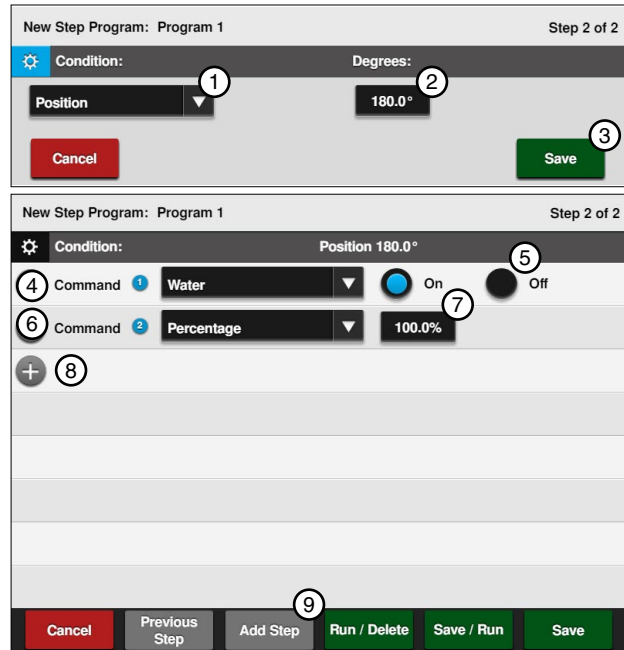 New Step Program: Program 1 Step 2 of 2
Condition: Degrees:
1 2
Position 180.0°
3
Cancel Save
New Step Program: Program 1 Step 2 of 2
Condition: Position 180.0°
5
4 Command 1 Water On Off
7
6 Command 2 Percentage 100.0%
8
9
Cancel Previous Step Add Step Run / Delete Save / Run Save